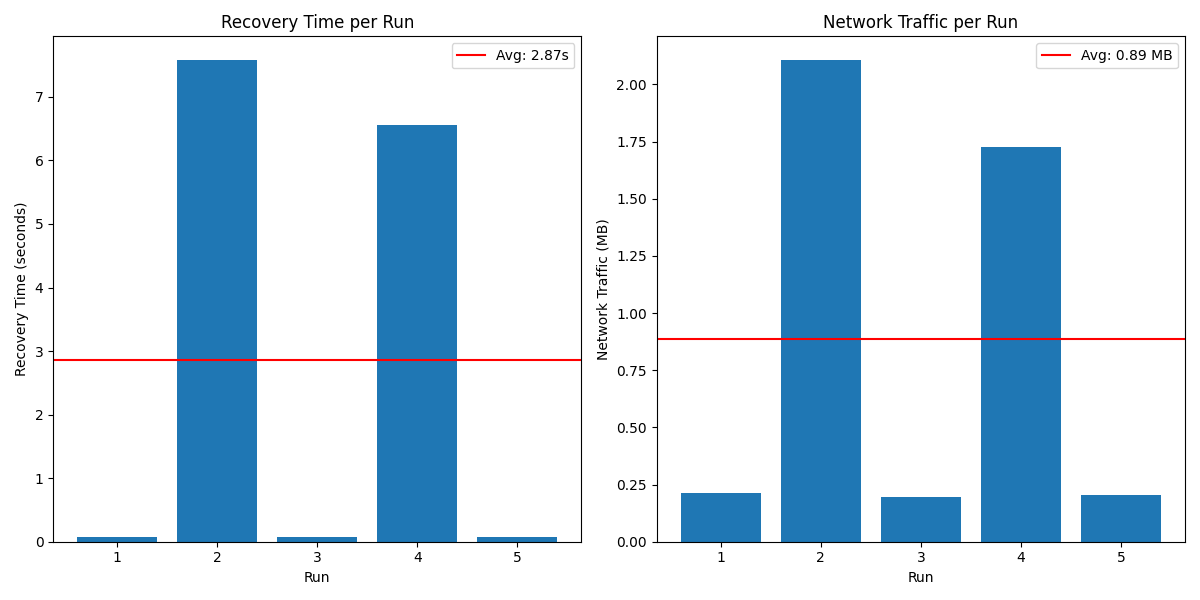 Recovery Time per Run
Avg: 2.87s
Recovery Time (seconds)
7
6
5
4
3
2
1
0
1 2 3 4 5
Run
Network Traffic per Run
Avg: 0.89 MB
Network Traffic (MB)
2.00
1.75
1.50
1.25
1.00
0.75
0.50
0.25
0.00
1 2 3 4 5
Run